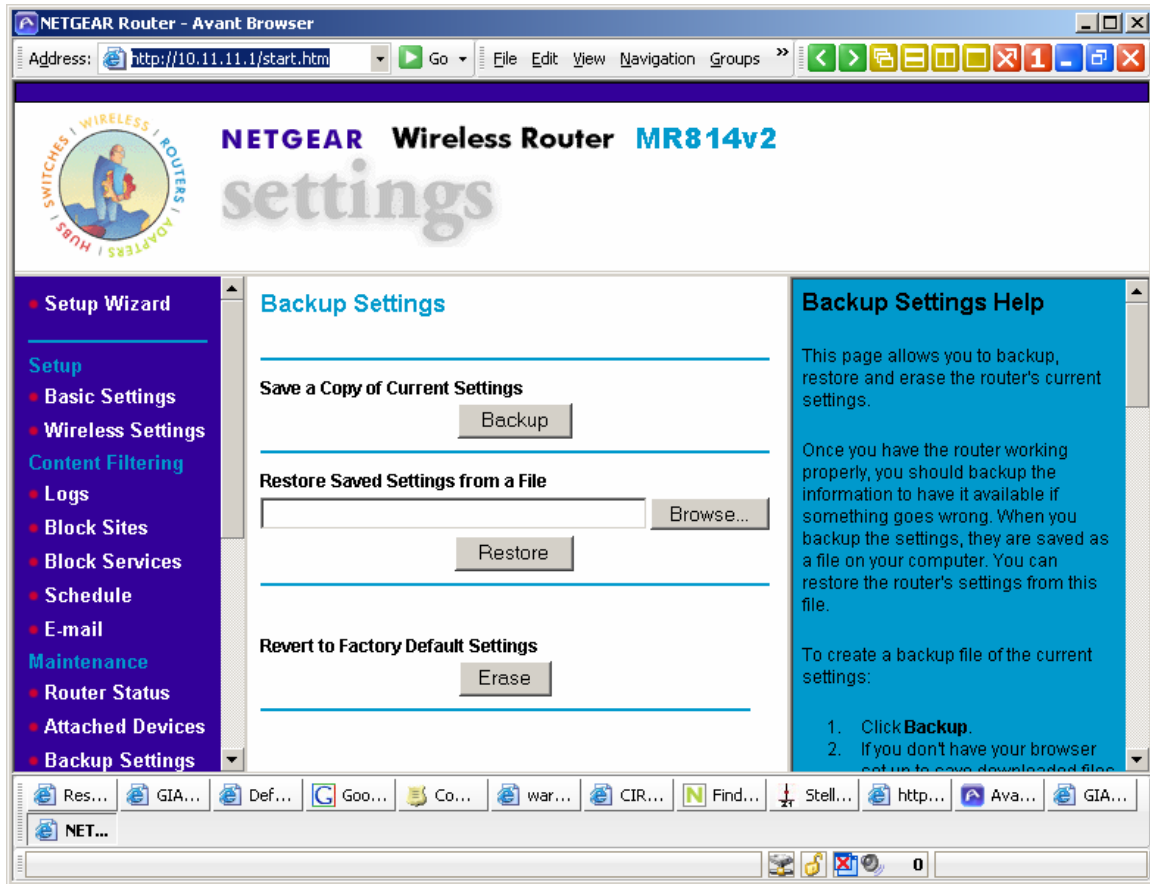 NETGEAR Router - Avant Browser
Address: http://10.11.11.1/start.htm Go File Edit View Navigation Groups » 1
SWITCHES | WIRELESS | ROUTERS | ADAPTERS | HUBS
NETGEAR Wireless Router MR814v2
settings
Setup Wizard
Setup
Basic Settings
Wireless Settings
Content Filtering
Logs
Block Sites
Block Services
Schedule
E-mail
Maintenance
Router Status
Attached Devices
Backup Settings
Backup Settings
Save a Copy of Current Settings
Backup
Restore Saved Settings from a File
Browse...
Restore
Revert to Factory Default Settings
Erase
Backup Settings Help
This page allows you to backup,
restore and erase the router's current
settings.
Once you have the router working
properly, you should backup the
information to have it available if
something goes wrong. When you
backup the settings, they are saved as
a file on your computer. You can
restore the router's settings from this
file.
To create a backup file of the current
settings:
1. Click Backup.
2. If you don't have your browser
set up to save downloaded files
Res... GIA... Def... Goo... Co... war... CIR... Find... Stell... http... Ava... GIA...
NET...
0